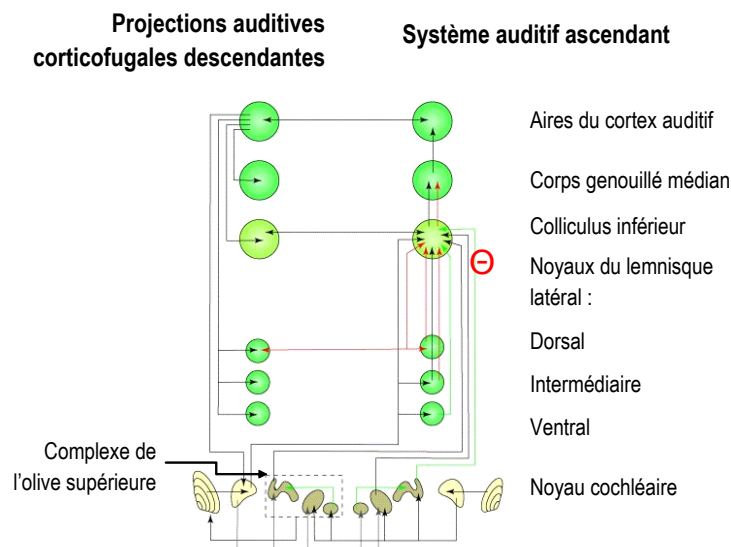 Projections auditives
corticofugales descendantes
Système auditif ascendant
Aires du cortex auditif
Corps genouillé médian
Colliculus inférieur
Θ
Noyaux du lemnisque
latéral :
Dorsal
Intermédiaire
Ventral
Complexe de
l'olive supérieure
Noyau cochléaire